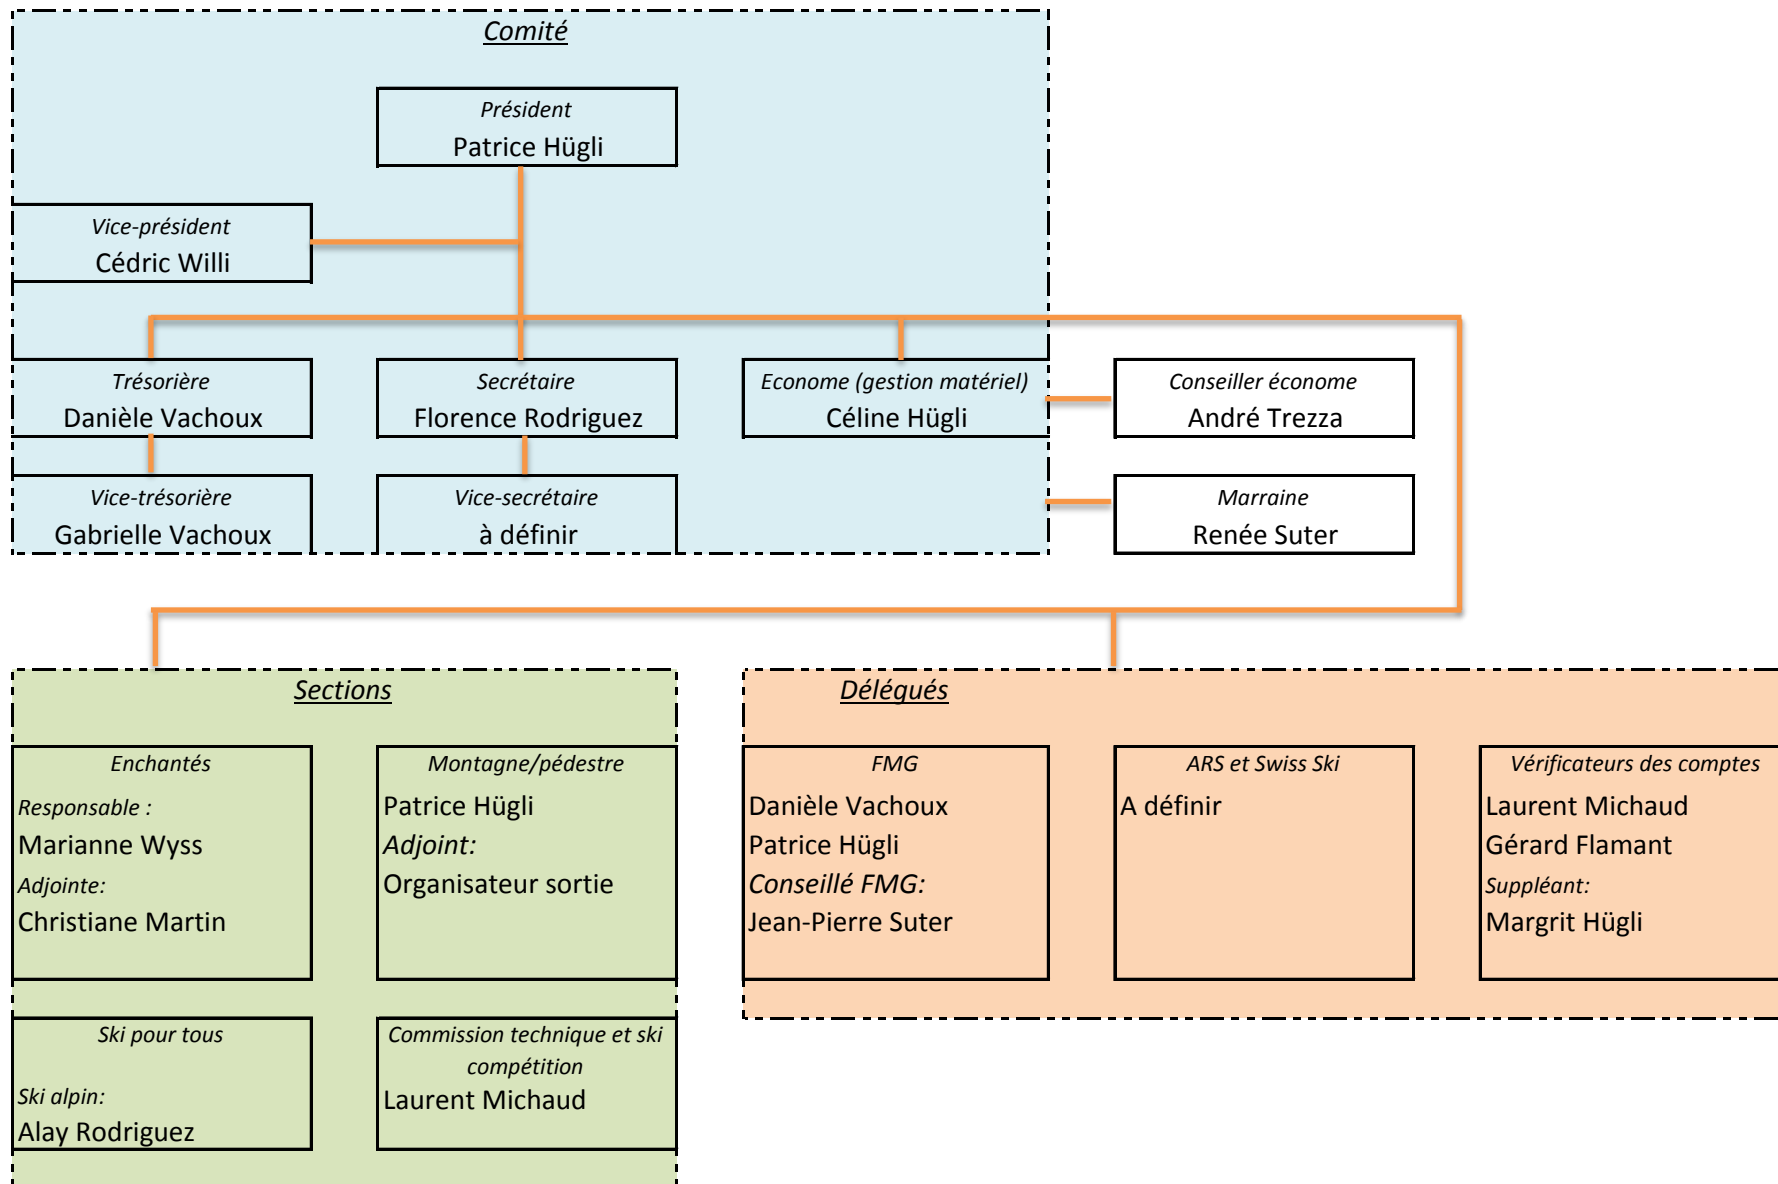 Comité
Président
Patrice Hügli
Vice-président
Cédric Willi
Trésorière
Danièle Vachoux
Secrétaire
Florence Rodriguez
Econome (gestion matériel)
Céline Hügli
Conseiller économe
André Trezza
Vice-trésorière
Gabrielle Vachoux
Vice-secrétaire
à définir
Marraine
Renée Suter
Sections
Enchantés
Responsable :
Marianne Wyss
Adjointe:
Christiane Martin
Montagne/pédestre
Patrice Hügli
Adjoint:
Organisateur sortie
Ski pour tous
Ski alpin:
Alay Rodriguez
Commission technique et ski
compétition
Laurent Michaud
Délégués
FMG
Danièle Vachoux
Patrice Hügli
Conseillé FMG:
Jean-Pierre Suter
ARS et Swiss Ski
A définir
Vérificateurs des comptes
Laurent Michaud
Gérard Flamant
Suppléant:
Margrit Hügli